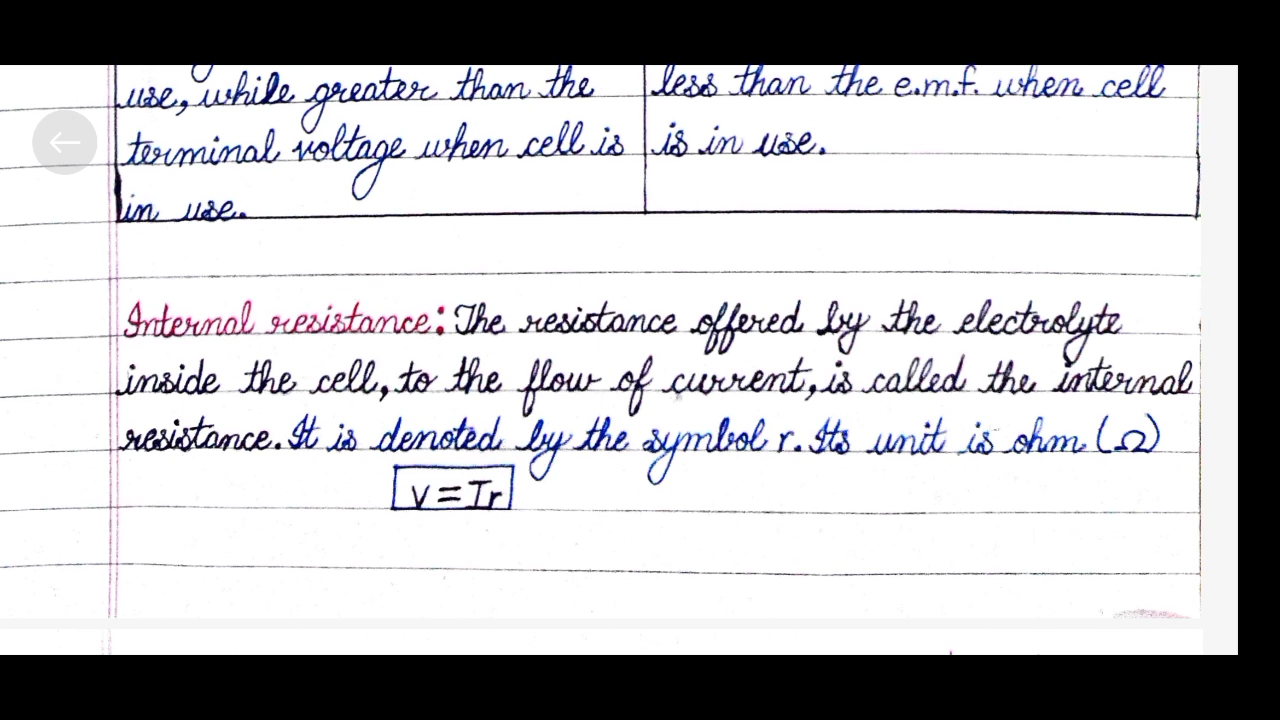 use, while greater than the
terminal voltage when cell is
in use.
less than the e.m.f. when cell
is in use.
Internal resistance: The resistance offered by the electrolyte
inside the cell, to the flow of current, is called the internal
resistance. It is denoted by the symbol r. Its unit is ohm (Ω)
V = Ir